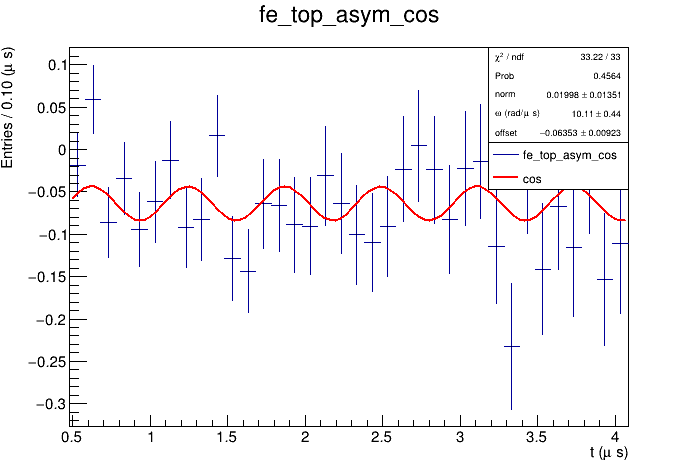 fe_top_asym_cos
Entries / 0.10 (μ s)
χ² / ndf 33.22 / 33
Prob 0.4564
norm 0.01998 ± 0.01351
ω (rad/μ s) 10.11 ± 0.44
offset −0.06353 ± 0.00923
fe_top_asym_cos
cos
0.1
0.05
0
−0.05
−0.1
−0.15
−0.2
−0.25
−0.3
0.5 1 1.5 2 2.5 3 3.5 4
t (μ s)